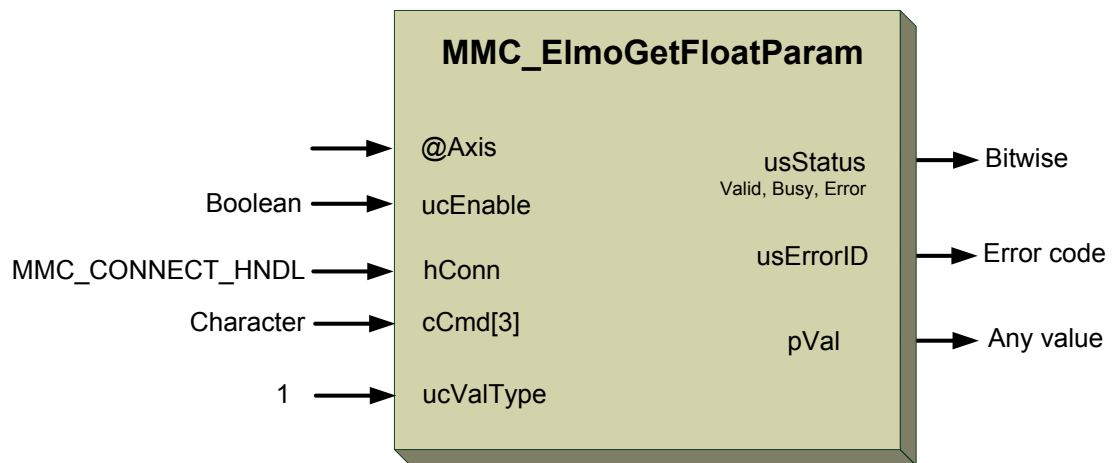 MMC_ElmoGetFloatParam
@Axis
Boolean
ucEnable
MMC_CONNECT_HNDL
hConn
Character
cCmd[3]
1
ucValType
usStatus
Valid, Busy, Error
Bitwise
usErrorID
Error code
pVal
Any value